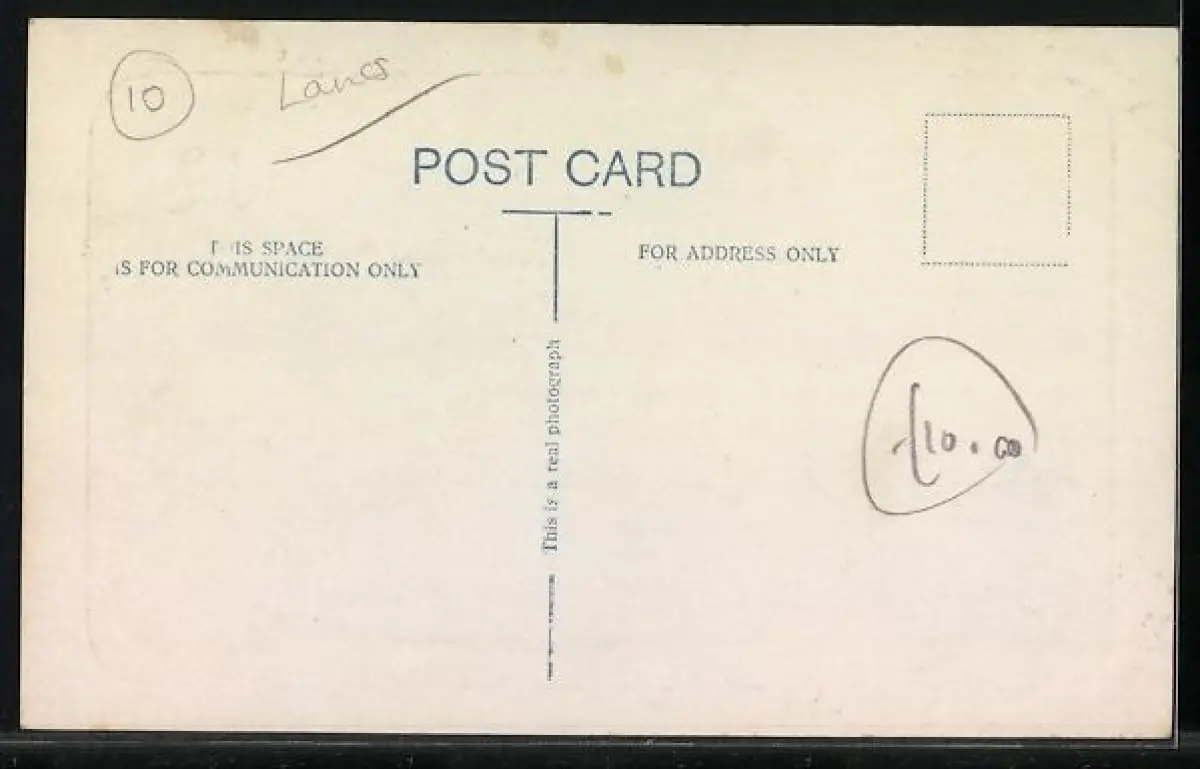 10
Lancs
POST CARD
T IS SPACE
IS FOR COMMUNICATION ONLY
FOR ADDRESS ONLY
This is a real photograph
£10.00